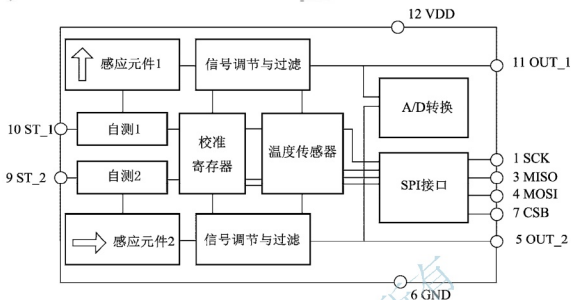 12 VDD
感应元件1
信号调节与过滤
11 OUT_1
A/D转换
10 ST_1
自测1
校准
寄存器
温度传感器
9 ST_2
自测2
SPI接口
1 SCK
3 MISO
4 MOSI
7 CSB
感应元件2
信号调节与过滤
5 OUT_2
6 GND
有